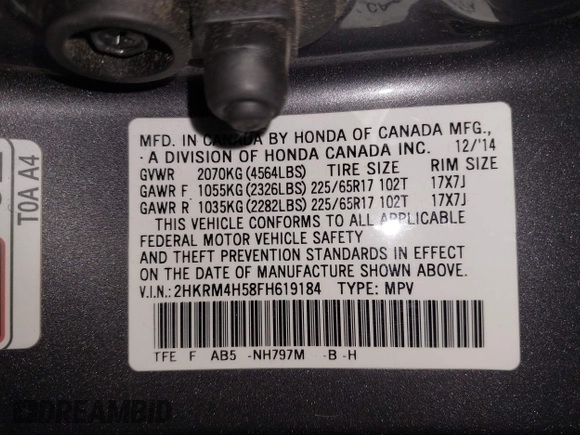 MFD. IN CANADA BY HONDA OF CANADA MFG.,
A DIVISION OF HONDA CANADA INC. 12/'14
GVWR 2070KG (4564LBS) TIRE SIZE RIM SIZE
GAWR F 1055KG (2326LBS) 225/65R17 102T 17X7J
GAWR R 1035KG (2282LBS) 225/65R17 102T 17X7J
THIS VEHICLE CONFORMS TO ALL APPLICABLE
FEDERAL MOTOR VEHICLE SAFETY
AND THEFT PREVENTION STANDARDS IN EFFECT
ON THE DATE OF MANUFACTURE SHOWN ABOVE.
V.I.N.: 2HKRM4H58FH619184 TYPE: MPV
TFE F AB5 -NH797M -B -H
T0A A4
DREAMBID